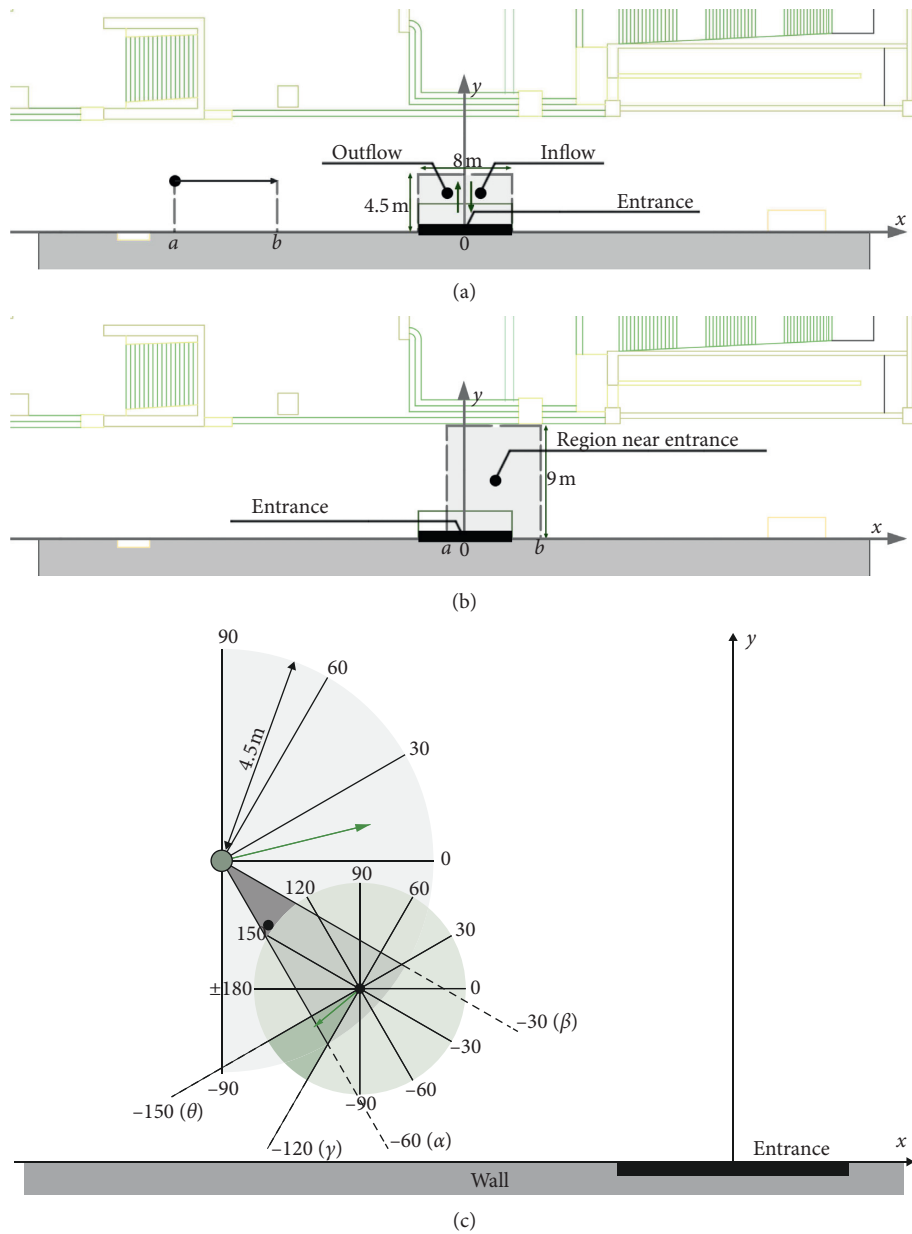 y
Outflow
8 m
Inflow
4.5 m
Entrance
x
a
b
0
(a)
y
Region near entrance
9 m
Entrance
x
a
0
b
(b)
90
y
60
4.5 m
30
0
120
90
60
150
30
±180
0
–30 (β)
–30
–90
–60
–90
–150 (θ)
–120 (γ)
–60 (α)
Entrance
x
Wall
(c)